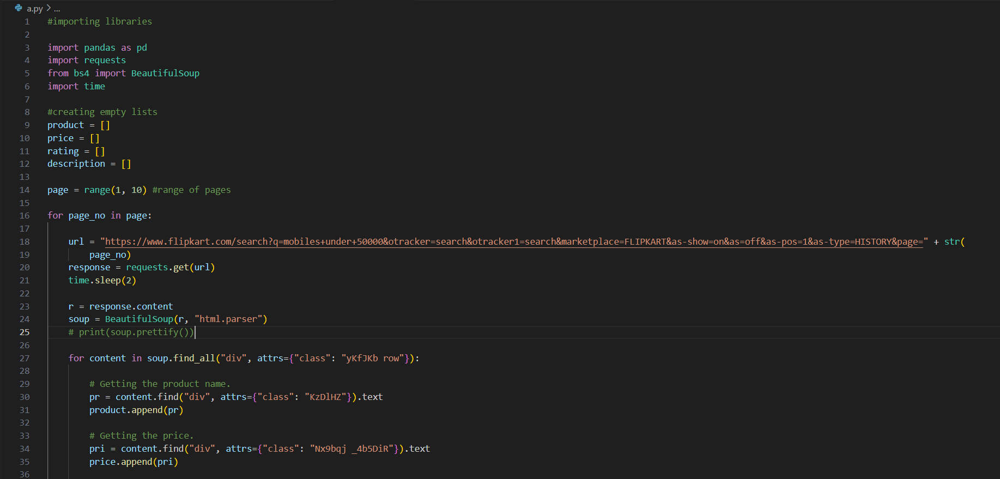 a.py > ...
1 #importing libraries
2
3 import pandas as pd
4 import requests
5 from bs4 import BeautifulSoup
6 import time
7
8 #creating empty lists
9 product = []
10 price = []
11 rating = []
12 description = []
13
14 page = range(1, 10) #range of pages
15
16 for page_no in page:
17
18     url = "https://www.flipkart.com/search?q=mobiles+under+50000&otracker=search&otracker1=search&marketplace=FLIPKART&as-show=on&as=off&as-pos=1&as-type=HISTORY&page=" + str(
19         page_no)
20     response = requests.get(url)
21     time.sleep(2)
22
23     r = response.content
24     soup = BeautifulSoup(r, "html.parser")
25     # print(soup.prettify())
26
27     for content in soup.find_all("div", attrs={"class": "yKfJKb row"}):
28
29         # Getting the product name.
30         pr = content.find("div", attrs={"class": "KzDlHZ"}).text
31         product.append(pr)
32
33         # Getting the price.
34         pri = content.find("div", attrs={"class": "Nx9bqj _4b5DiR"}).text
35         price.append(pri)
36